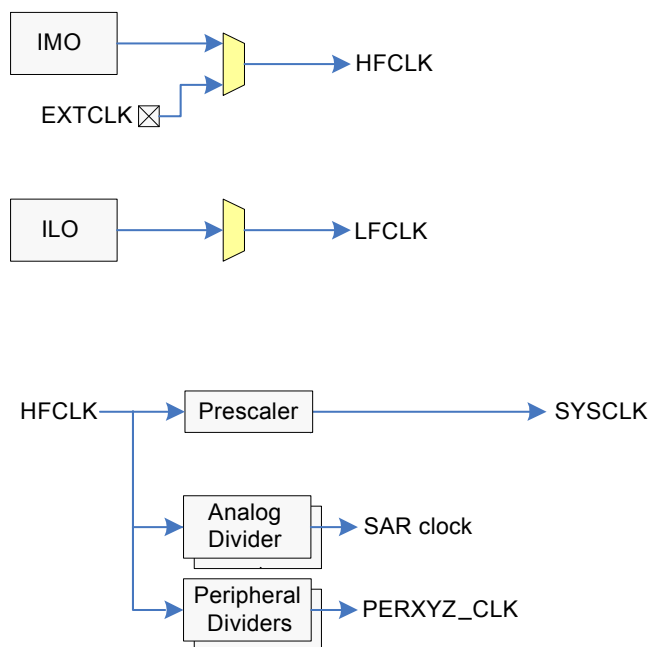 IMO
HFCLK
EXTCLK
ILO
LFCLK
HFCLK
Prescaler
SYSCLK
Analog
Divider
SAR clock
Peripheral
Dividers
PERXYZ_CLK